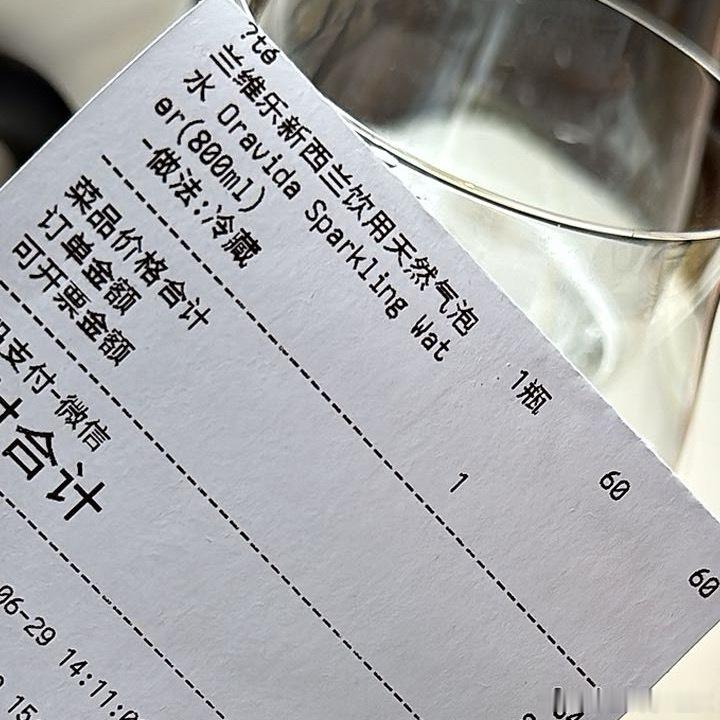 兰维乐新西兰饮用天然气泡
水 Oravida Sparkling Wat
er(800ml) 1瓶 60 60
-做法:冷藏
菜品价格合计 1
订单金额
可开票金额
支付-微信
计合计
06-29 14:11:0